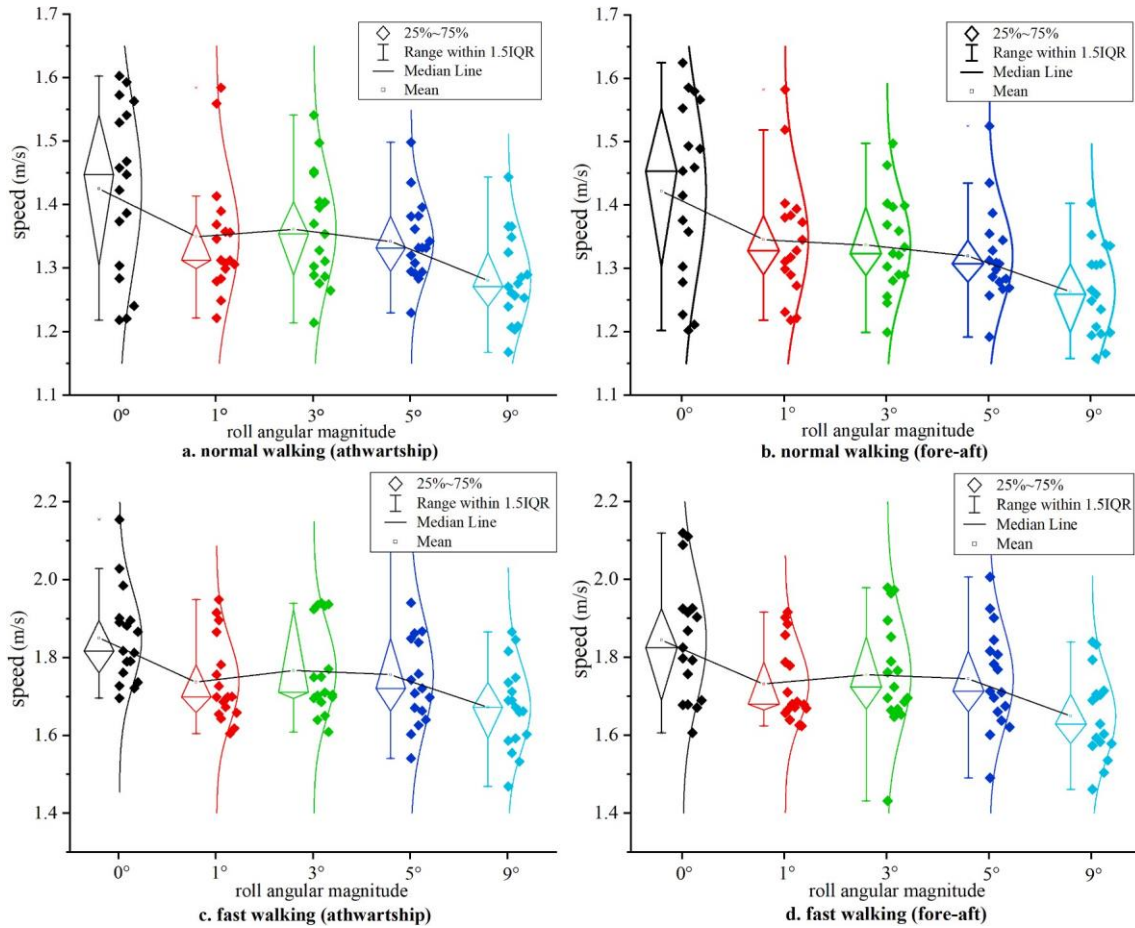 1.7
1.6
1.5
1.4
1.3
1.2
1.1
speed (m/s)
25%~75%
Range within 1.5IQR
Median Line
Mean
0° 1° 3° 5° 9°
roll angular magnitude
a. normal walking (athwartship)
1.7
1.6
1.5
1.4
1.3
1.2
1.1
speed (m/s)
25%~75%
Range within 1.5IQR
Median Line
Mean
0° 1° 3° 5° 9°
roll angular magnitude
b. normal walking (fore-aft)
2.2
2.0
1.8
1.6
1.4
speed (m/s)
25%~75%
Range within 1.5IQR
Median Line
Mean
0° 1° 3° 5° 9°
roll angular magnitude
c. fast walking (athwartship)
2.2
2.0
1.8
1.6
1.4
speed (m/s)
25%~75%
Range within 1.5IQR
Median Line
Mean
0° 1° 3° 5° 9°
roll angular magnitude
d. fast walking (fore-aft)